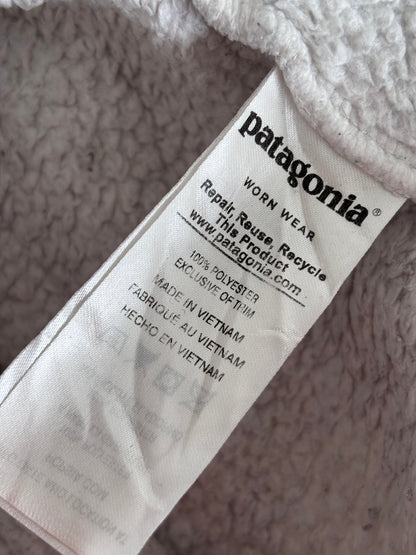 patagonia®
WORN WEAR
Repair, Reuse, Recycle
This Product
www.patagonia.com
100% POLYESTER
EXCLUSIVE OF TRIM
MADE IN VIETNAM
FABRIQUÉ AU VIETNAM
HECHO EN VIETNAM